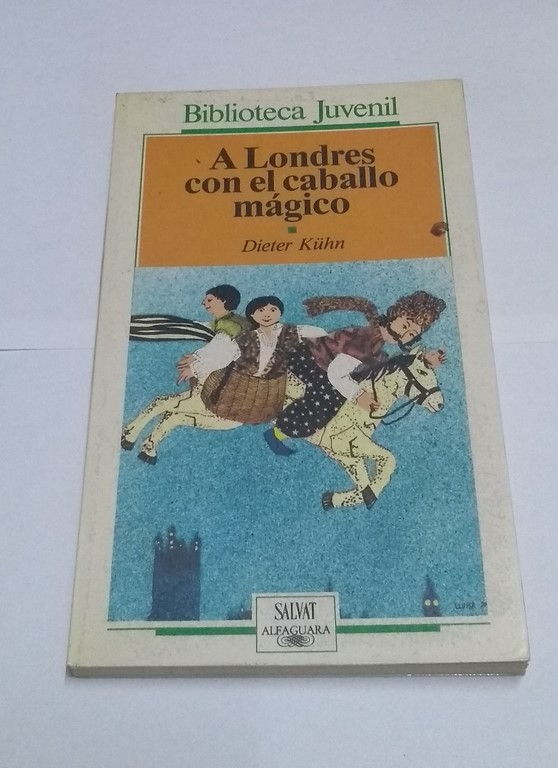 Biblioteca Juvenil
A Londres
con el caballo
mágico
Dieter Kühn
SALVAT
ALFAGUARA